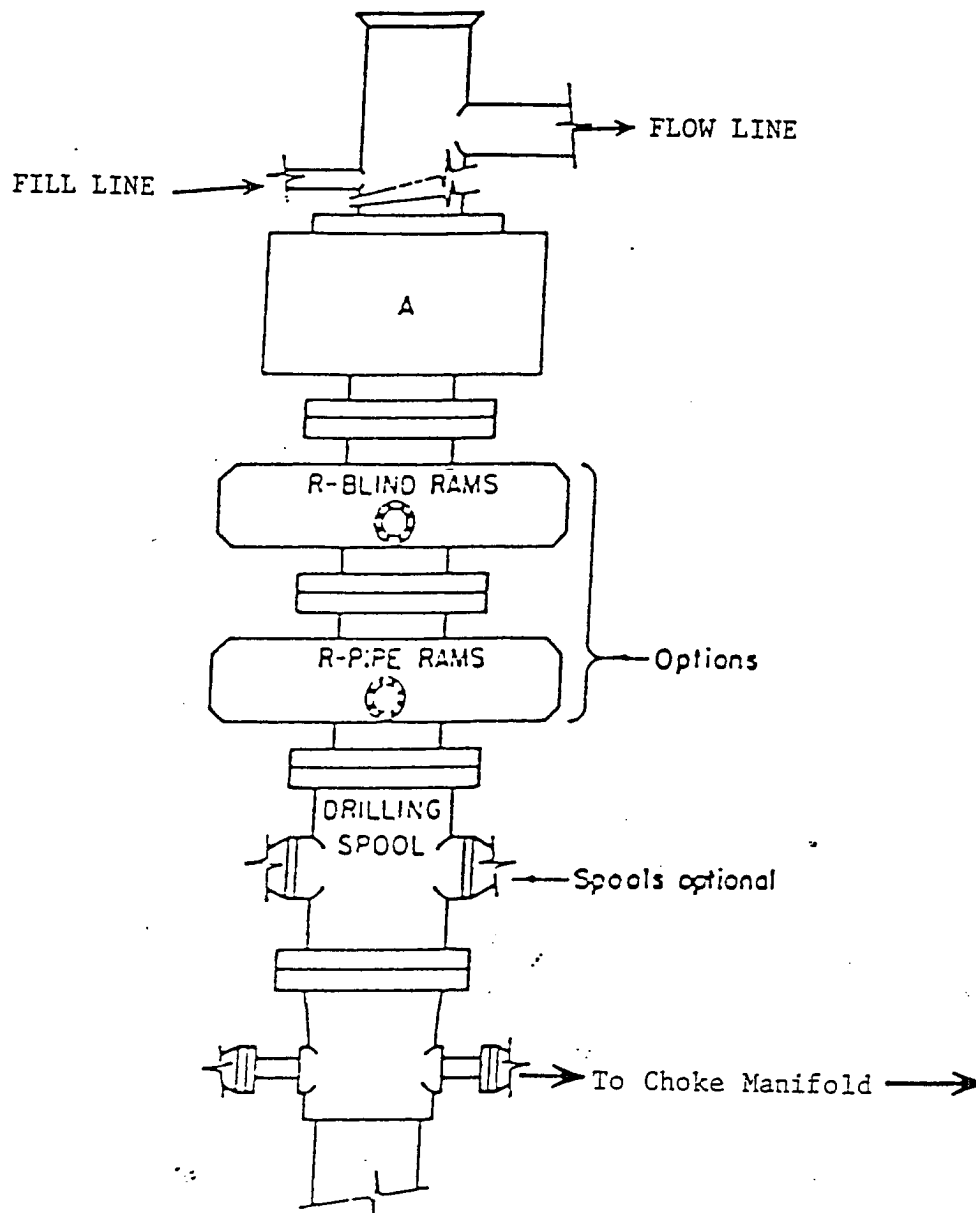 FLOW LINE
FILL LINE
A
R-BLIND RAMS
R-PIPE RAMS
Options
DRILLING
SPOOL
Spools optional
To Choke Manifold